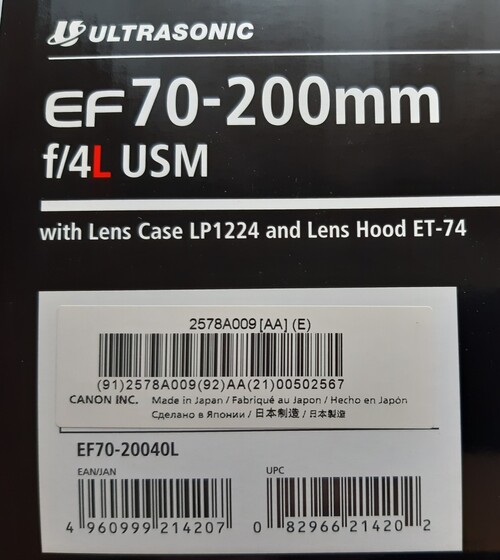 ULTRASONIC
EF70-200mm
f/4L USM
with Lens Case LP1224 and Lens Hood ET-74
2578A009[AA](E)
(91)2578A009(92)AA(21)00502567
CANON INC. Made in Japan / Fabriqué au Japon / Hecho en Japón
Сделано в Японии / 日本制造 / 日本製造
EF70-20040L
EAN/JAN UPC
4 960999 214207 0 82966 21420 2